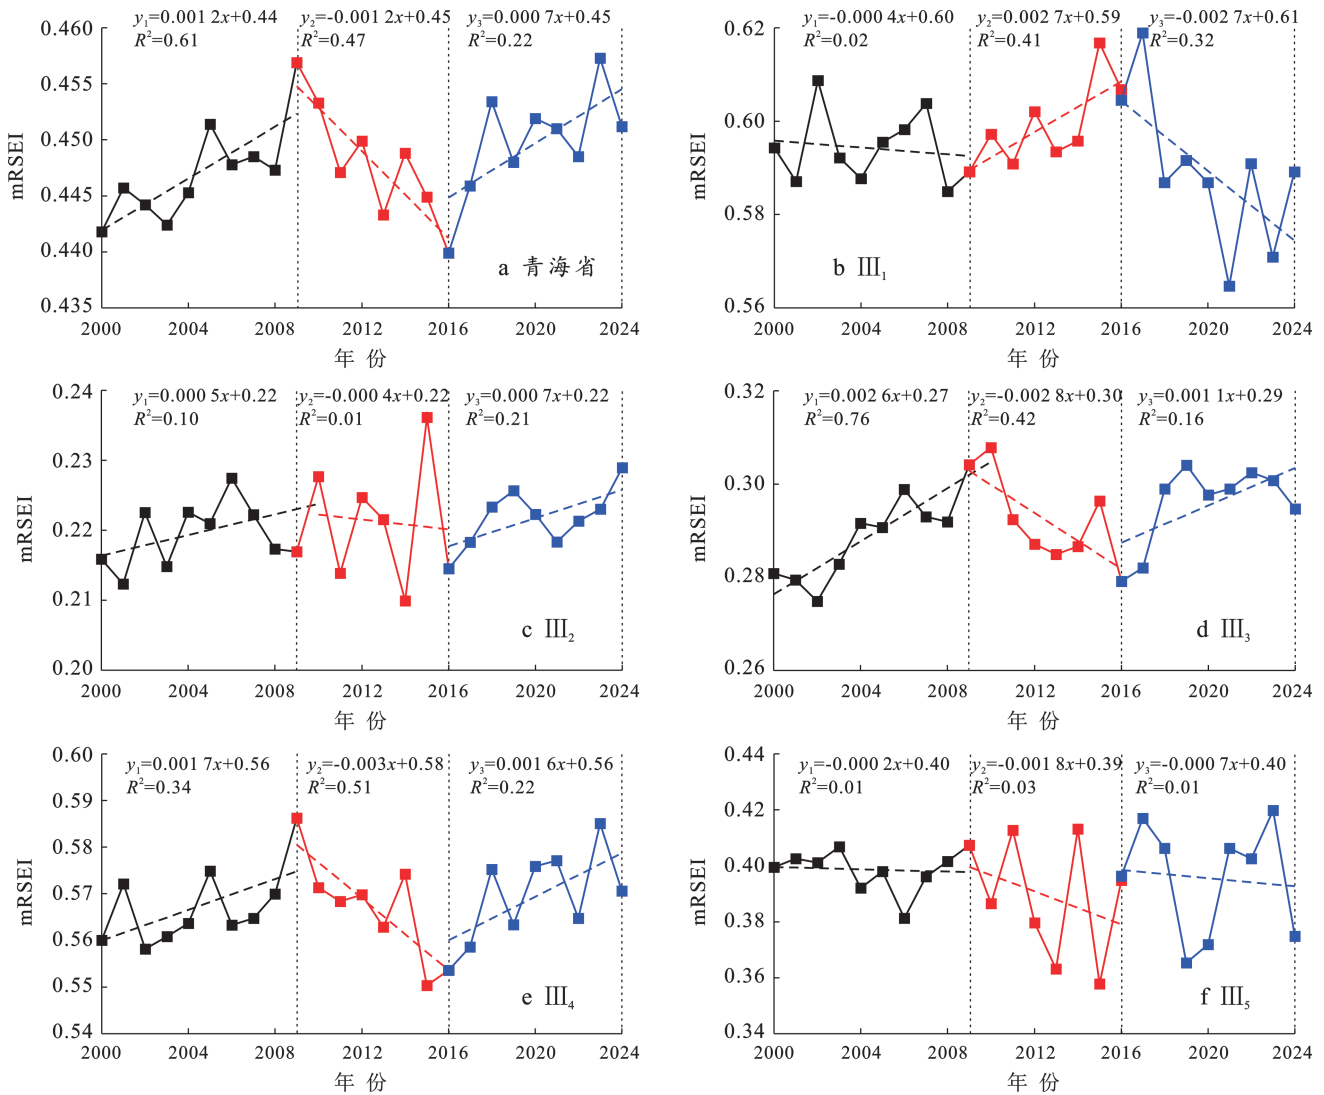 y₁=0.001 2x+0.44 y₂=-0.001 2x+0.45 y₃=0.000 7x+0.45
R²=0.61 R²=0.47 R²=0.22
0.460
0.455
0.450
0.445
0.440
0.435
mRSEI
a 青海省
2000 2004 2008 2012 2016 2020 2024
年 份
y₁=-0.000 4x+0.60 y₂=0.002 7x+0.59 y₃=-0.002 7x+0.61
R²=0.02 R²=0.41 R²=0.32
0.62
0.60
0.58
0.56
mRSEI
b Ⅲ₁
2000 2004 2008 2012 2016 2020 2024
年 份
y₁=0.000 5x+0.22 y₂=-0.000 4x+0.22 y₃=0.000 7x+0.22
R²=0.10 R²=0.01 R²=0.21
0.24
0.23
0.22
0.21
0.20
mRSEI
c Ⅲ₂
2000 2004 2008 2012 2016 2020 2024
年 份
y₁=0.002 6x+0.27 y₂=-0.002 8x+0.30 y₃=0.001 1x+0.29
R²=0.76 R²=0.42 R²=0.16
0.32
0.30
0.28
0.26
mRSEI
d Ⅲ₃
2000 2004 2008 2012 2016 2020 2024
年 份
y₁=0.001 7x+0.56 y₂=-0.003x+0.58 y₃=0.001 6x+0.56
R²=0.34 R²=0.51 R²=0.22
0.60
0.59
0.58
0.57
0.56
0.55
0.54
mRSEI
e Ⅲ₄
2000 2004 2008 2012 2016 2020 2024
年 份
y₁=-0.000 2x+0.40 y₂=-0.001 8x+0.39 y₃=-0.000 7x+0.40
R²=0.01 R²=0.03 R²=0.01
0.44
0.42
0.40
0.38
0.36
0.34
mRSEI
f Ⅲ₅
2000 2004 2008 2012 2016 2020 2024
年 份